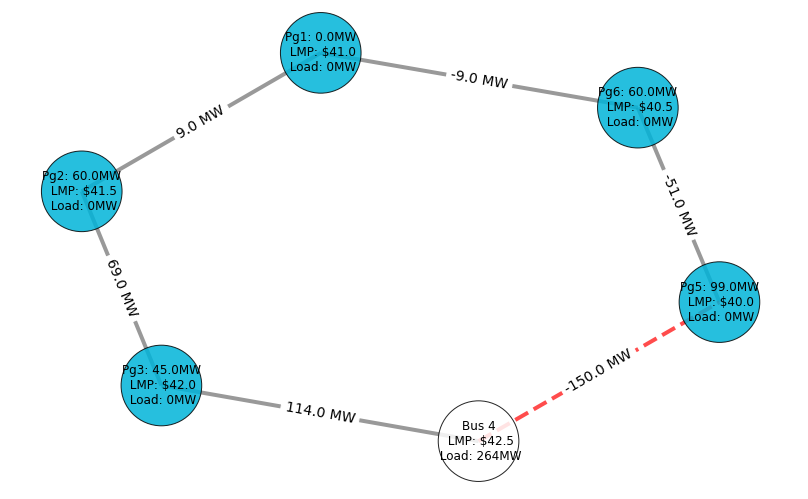 Pg1: 0.0MW
LMP: $41.0
Load: 0MW
-9.0 MW
Pg6: 60.0MW
LMP: $40.5
Load: 0MW
9.0 MW
Pg2: 60.0MW
LMP: $41.5
Load: 0MW
-51.0 MW
69.0 MW
Pg5: 99.0MW
LMP: $40.0
Load: 0MW
Pg3: 45.0MW
LMP: $42.0
Load: 0MW
-150.0 MW
114.0 MW
Bus 4
LMP: $42.5
Load: 264MW